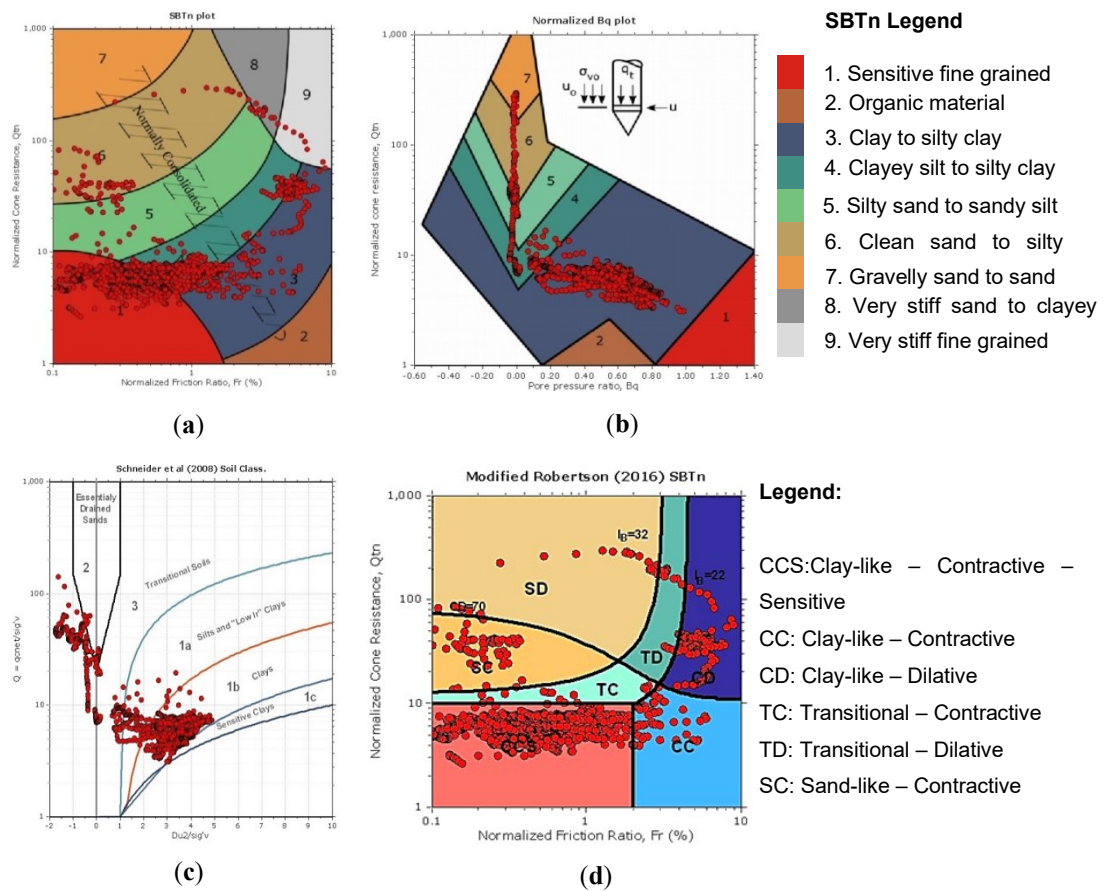 SBTn plot
1,000
100
10
1
0.1
1
10
Normalized Cone Resistance, Qtn
Normalized Friction Ratio, Fr (%)
7
8
9
6
Normally Consolidated
5
4
3
1
2
(a)
Normalized Bq plot
1,000
100
10
1
-0.60
-0.40
-0.20
0.00
0.20
0.40
0.60
0.80
1.00
1.20
1.40
Normalized cone resistance, Qtn
Pore pressure ratio, Bq
σvo
qt
uo
u
7
6
5
4
1
2
(b)
SBTn Legend
1. Sensitive fine grained
2. Organic material
3. Clay to silty clay
4. Clayey silt to silty clay
5. Silty sand to sandy silt
6. Clean sand to silty
7. Gravelly sand to sand
8. Very stiff sand to clayey
9. Very stiff fine grained
Schneider et al (2008) Soil Class.
1,000
100
10
1
-2
-1
0
1
2
3
4
5
6
7
8
9
10
Q = qcnet/sig'v
Du2/sig'v
Essentialy
Drained
Sands
2
Transitional Soils
3
Silts and "Low Ir" Clays
1a
1b
Clays
1c
Sensitive Clays
(c)
Modified Robertson (2016) SBTn
1,000
100
10
1
0.1
1
10
Normalized Cone Resistance, Qtn
Normalized Friction Ratio, Fr (%)
IB=32
IB=22
SD
=70
SC
TD
CD
TC
CCS
CC
(d)
Legend:
CCS:Clay-like – Contractive –
Sensitive
CC: Clay-like – Contractive
CD: Clay-like – Dilative
TC: Transitional – Contractive
TD: Transitional – Dilative
SC: Sand-like – Contractive